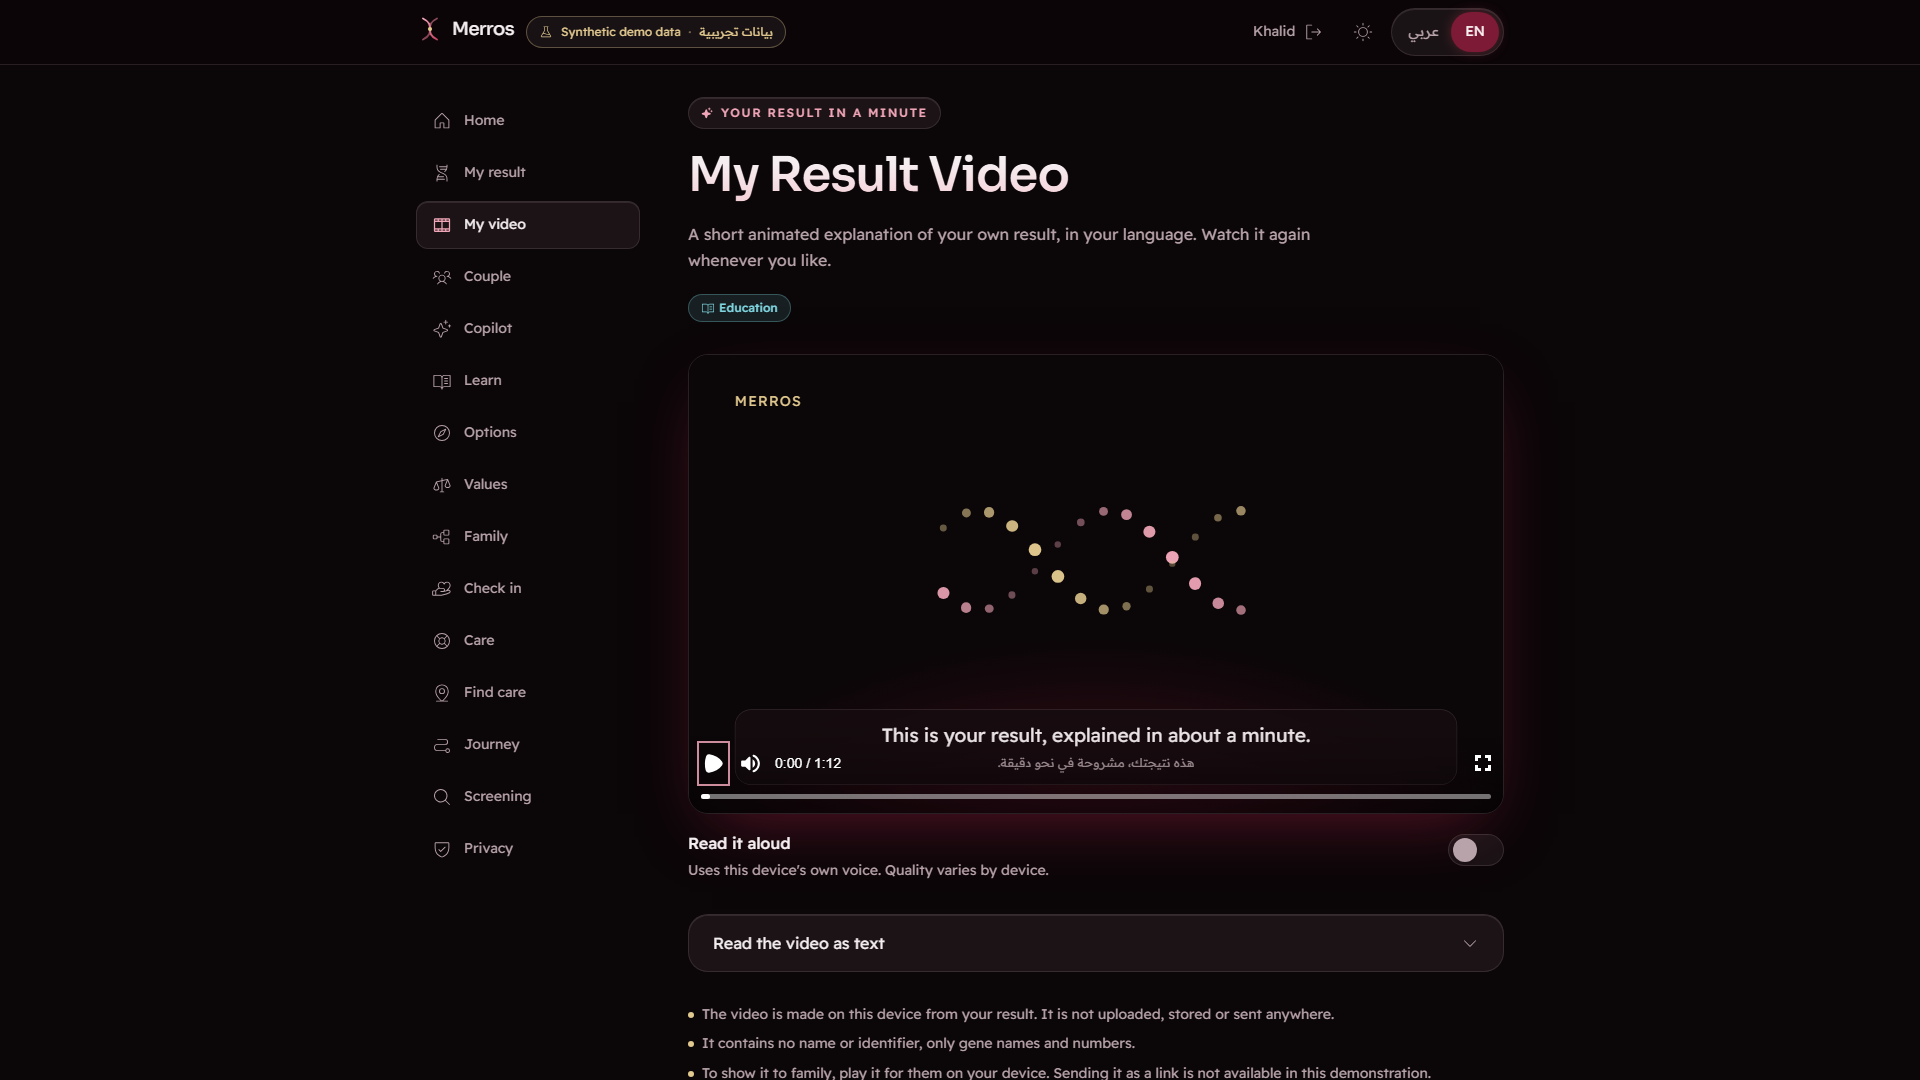 Merros
Synthetic demo data · بيانات تجريبية
Khalid
عربي
EN
Home
My result
My video
Couple
Copilot
Learn
Options
Values
Family
Check in
Care
Find care
Journey
Screening
Privacy
YOUR RESULT IN A MINUTE
My Result Video
A short animated explanation of your own result, in your language. Watch it again
whenever you like.
Education
MERROS
This is your result, explained in about a minute.
هذه نتيجتك، مشروحة في نحو دقيقة.
0:00 / 1:12
Read it aloud
Uses this device's own voice. Quality varies by device.
Read the video as text
The video is made on this device from your result. It is not uploaded, stored or sent anywhere.
It contains no name or identifier, only gene names and numbers.
To show it to family, play it for them on your device. Sending it as a link is not available in this demonstration.